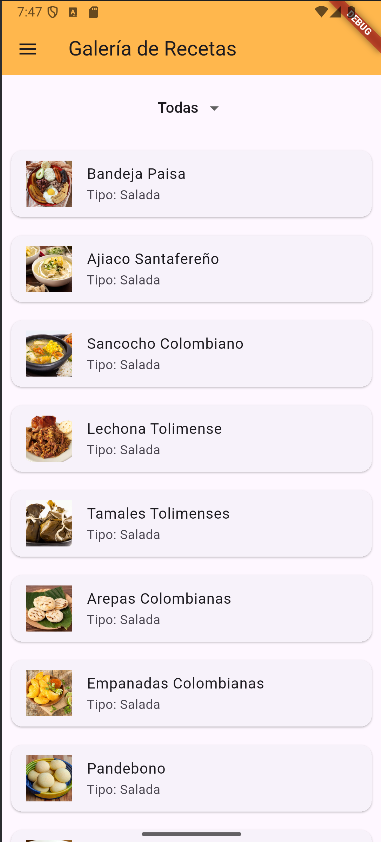 7:47
DEBUG
Galería de Recetas
Todas
Bandeja Paisa
Tipo: Salada
Ajiaco Santafereño
Tipo: Salada
Sancocho Colombiano
Tipo: Salada
Lechona Tolimense
Tipo: Salada
Tamales Tolimenses
Tipo: Salada
Arepas Colombianas
Tipo: Salada
Empanadas Colombianas
Tipo: Salada
Pandebono
Tipo: Salada